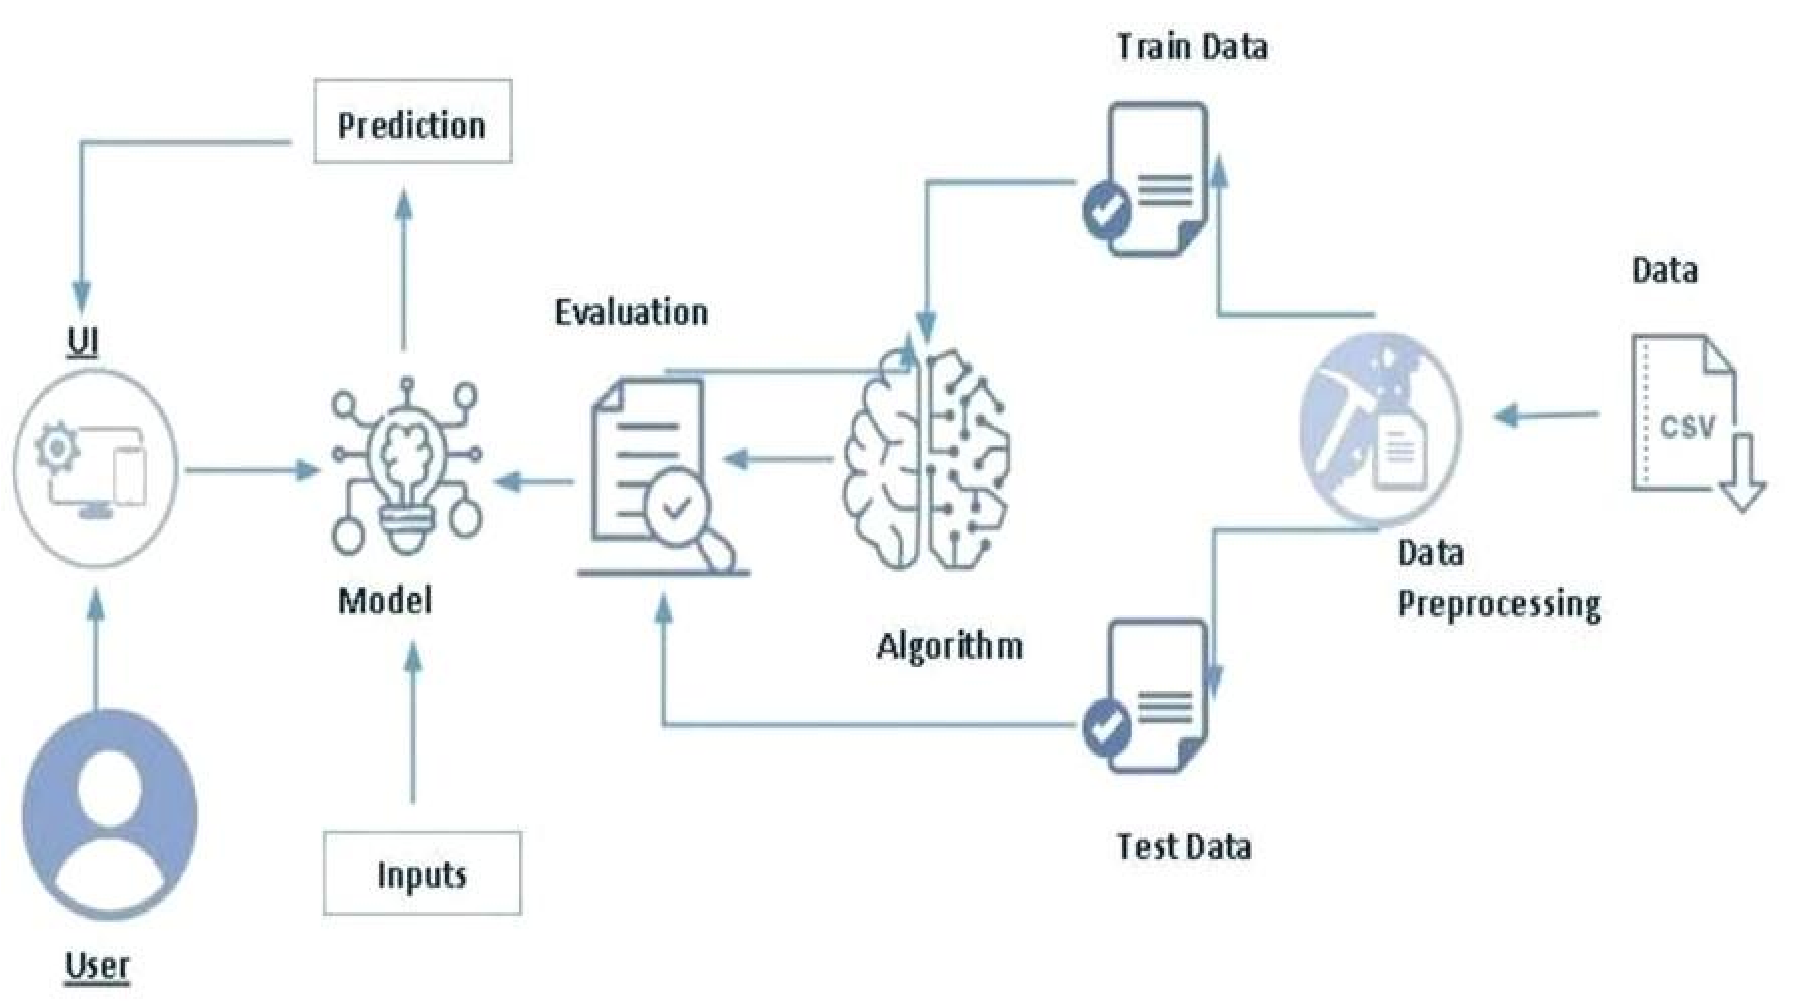 Train Data
Prediction
Data
Evaluation
UI
CSV
Data
Preprocessing
Model
Algorithm
Test Data
Inputs
User